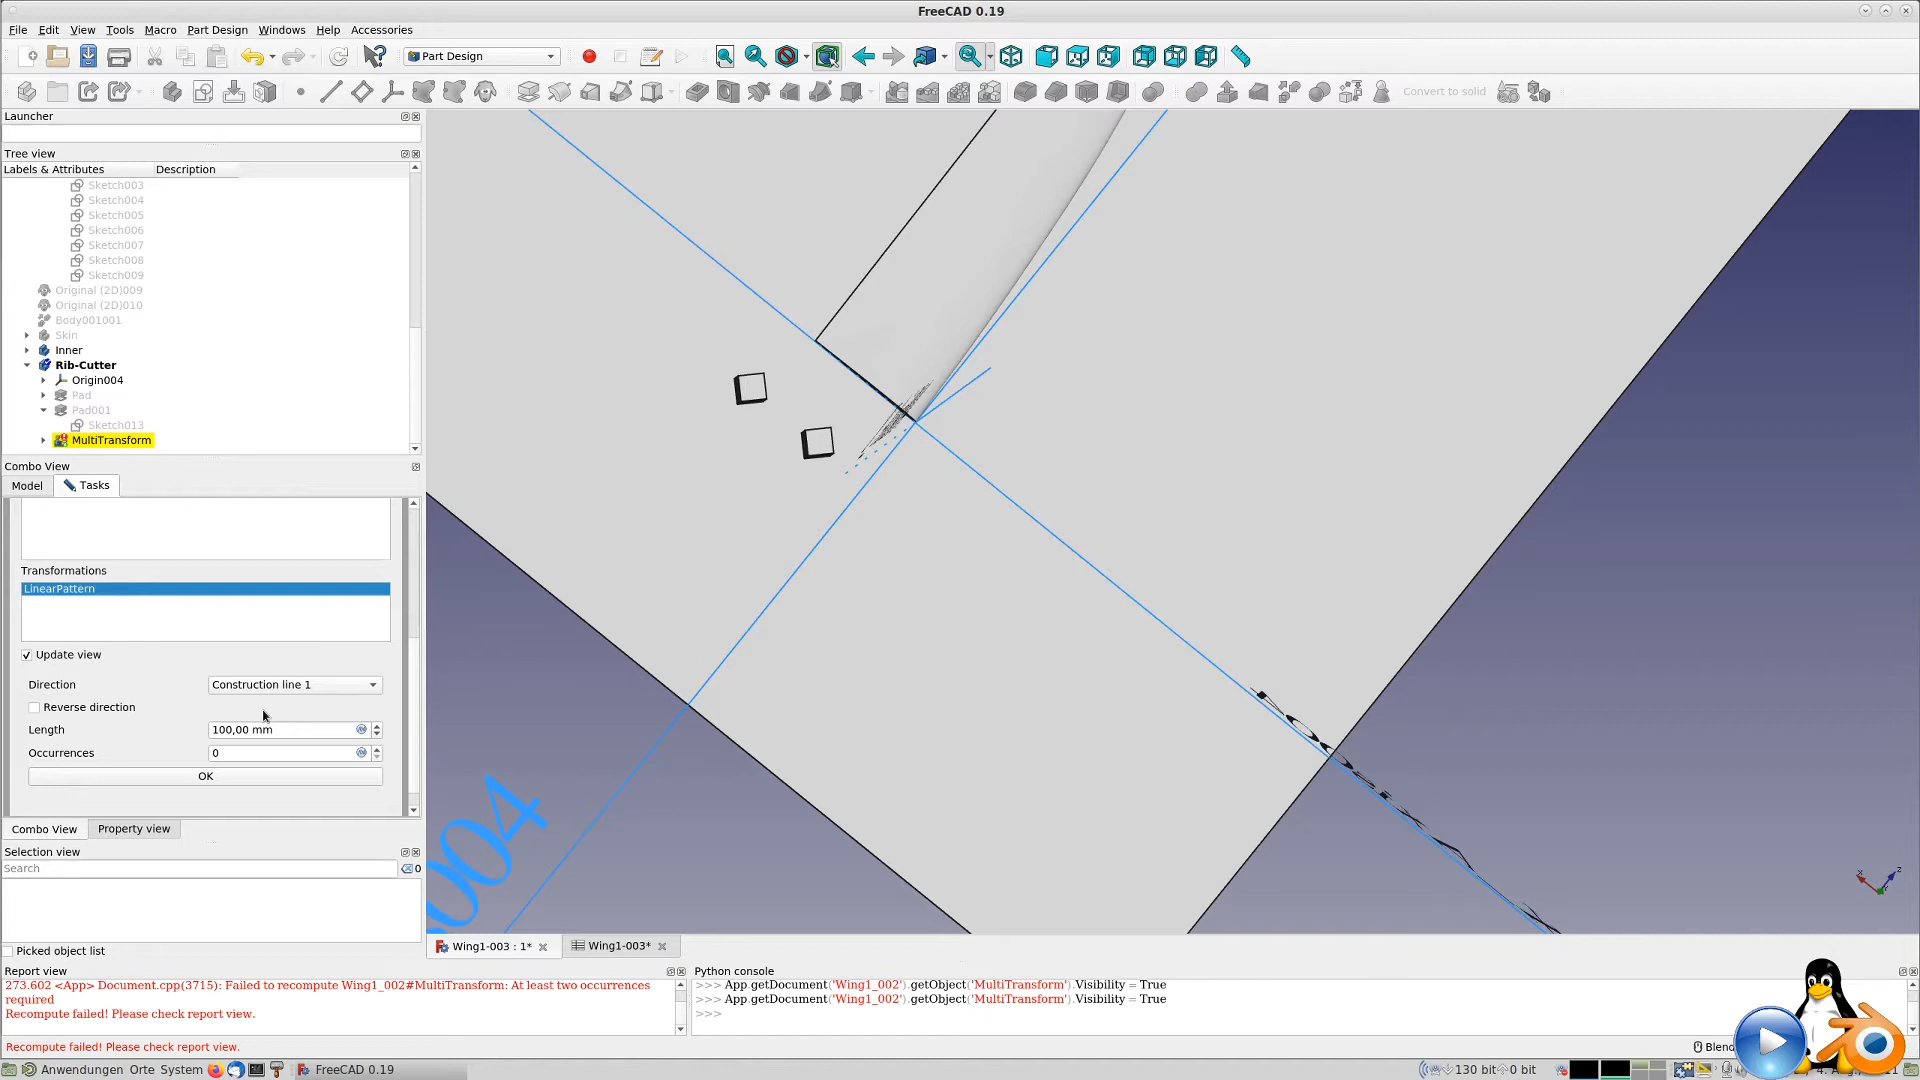 FreeCAD 0.19
File Edit View Tools Macro Part Design Windows Help Accessories
Part Design
Convert to solid
Launcher
Tree view
Labels & Attributes Description
Sketch003
Sketch004
Sketch005
Sketch006
Sketch007
Sketch008
Sketch009
Original (2D)009
Original (2D)010
Body001001
Skin
Inner
Rib-Cutter
Origin004
Pad
Pad001
Sketch013
MultiTransform
Combo View
Model Tasks
Transformations
LinearPattern
Update view
Direction Construction line 1
Reverse direction
Length 100,00 mm
Occurrences 0
OK
Combo View Property view
Selection view
Search 0
Picked object list
004
X Y Z
Wing1-003 : 1* Wing1-003*
Report view
273.602 <App> Document.cpp(3715): Failed to recompute Wing1_002#MultiTransform: At least two occurrences
required
Recompute failed! Please check report view.
Python console
>>> App.getDocument('Wing1_002').getObject('MultiTransform').Visibility = True
>>> App.getDocument('Wing1_002').getObject('MultiTransform').Visibility = True
>>>
Recompute failed! Please check report view.
Anwendungen Orte System FreeCAD 0.19 130 bit 0 bit